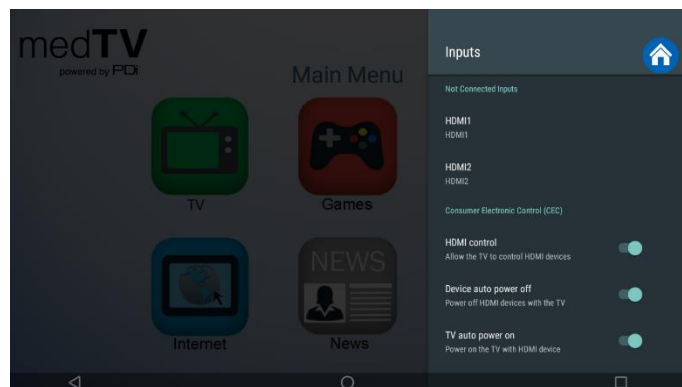 medTV
powered by PDi
Main Menu
TV
Games
NEWS
Internet
News
Inputs
Not Connected Inputs
HDMI1
HDMI1
HDMI2
HDMI2
Consumer Electronic Control (CEC)
HDMI control
Allow the TV to control HDMI devices
Device auto power off
Power off HDMI devices with the TV
TV auto power on
Power on the TV with HDMI device